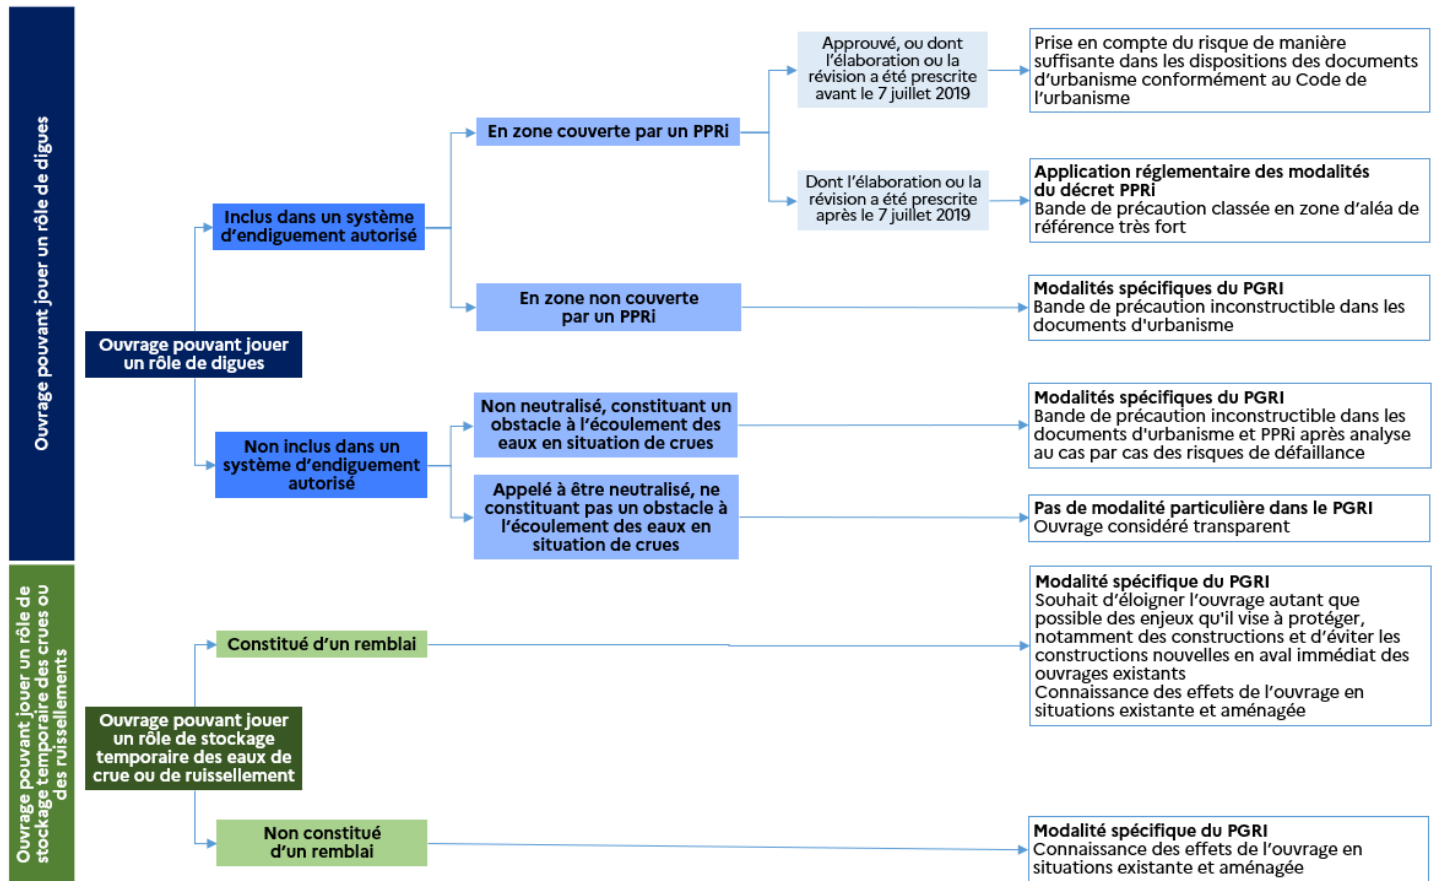 Ouvrage pouvant jouer un rôle de digues
Approuvé, ou dont
l’élaboration ou la
révision a été prescrite
avant le 7 juillet 2019
Prise en compte du risque de manière
suffisante dans les dispositions des documents
d’urbanisme conformément au Code de
l’urbanisme
En zone couverte par un PPRi
Dont l’élaboration ou la
révision a été prescrite
après le 7 juillet 2019
Application réglementaire des modalités
du décret PPRi
Bande de précaution classée en zone d’aléa de
référence très fort
Inclus dans un système
d’endiguement autorisé
En zone non couverte
par un PPRi
Modalités spécifiques du PGRI
Bande de précaution inconstructible dans les
documents d'urbanisme
Ouvrage pouvant jouer
un rôle de digues
Non neutralisé, constituant un
obstacle à l’écoulement des
eaux en situation de crues
Modalités spécifiques du PGRI
Bande de précaution inconstructible dans les
documents d'urbanisme et PPRi après analyse
au cas par cas des risques de défaillance
Non inclus dans un
système d’endiguement
autorisé
Appelé à être neutralisé, ne
constituant pas un obstacle à
l’écoulement des eaux en
situation de crues
Pas de modalité particulière dans le PGRI
Ouvrage considéré transparent
Ouvrage pouvant jouer un rôle de
stockage temporaire des crues ou
des ruissellements
Constitué d’un remblai
Modalité spécifique du PGRI
Souhait d’éloigner l’ouvrage autant que
possible des enjeux qu'il vise à protéger,
notamment des constructions et d’éviter les
constructions nouvelles en aval immédiat des
ouvrages existants
Connaissance des effets de l’ouvrage en
situations existante et aménagée
Ouvrage pouvant jouer
un rôle de stockage
temporaire des eaux de
crue ou de ruissellement
Non constitué
d’un remblai
Modalité spécifique du PGRI
Connaissance des effets de l’ouvrage en
situations existante et aménagée